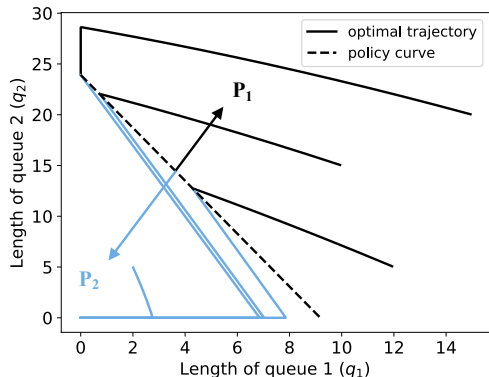 optimal trajectory
policy curve
Length of queue 2 (q2)
30
25
20
15
10
5
0
P1
P2
0 2 4 6 8 10 12 14
Length of queue 1 (q1)